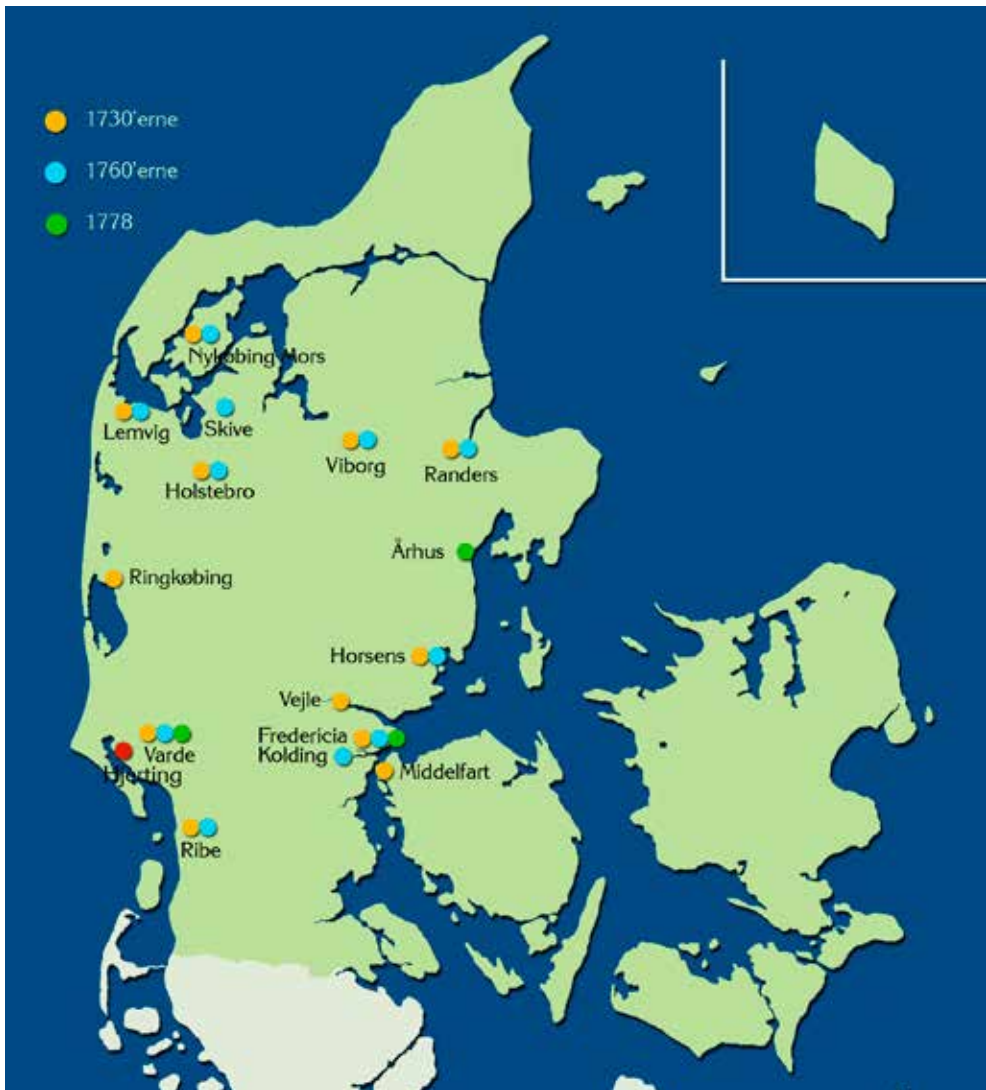 1730'erne
1760'erne
1778
Nykøbing Mors
Lemvig
Skive
Viborg
Randers
Holstebro
Århus
Ringkøbing
Horsens
Vejle
Fredericia
Kolding
Varde
Middelfart
Hjerting
Ribe